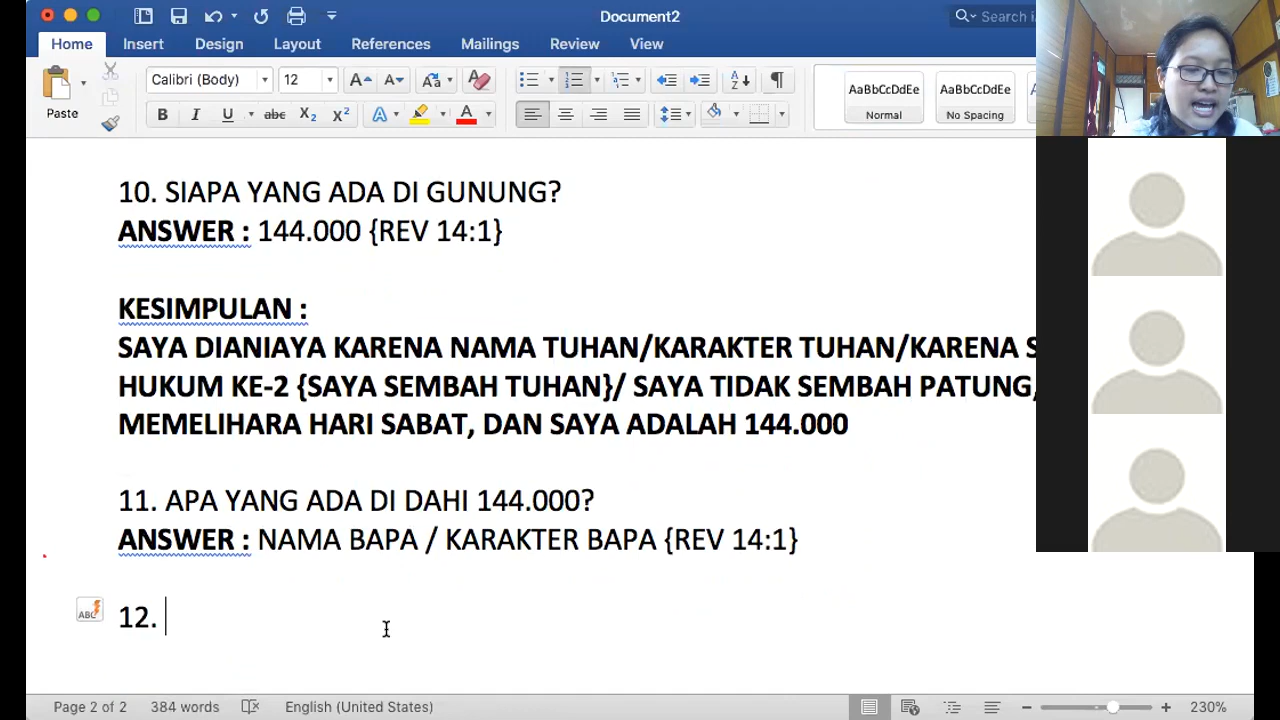 Document2
Search i
Home Insert Design Layout References Mailings Review View
Paste
Calibri (Body) 12
AaBbCcDdEe AaBbCcDdEe
Normal No Spacing
10. SIAPA YANG ADA DI GUNUNG?
ANSWER : 144.000 {REV 14:1}
KESIMPULAN :
SAYA DIANIAYA KARENA NAMA TUHAN/KARAKTER TUHAN/KARENA S
HUKUM KE-2 {SAYA SEMBAH TUHAN}/ SAYA TIDAK SEMBAH PATUNG,
MEMELIHARA HARI SABAT, DAN SAYA ADALAH 144.000
11. APA YANG ADA DI DAHI 144.000?
ANSWER : NAMA BAPA / KARAKTER BAPA {REV 14:1}
12.
Page 2 of 2 384 words English (United States) 230%